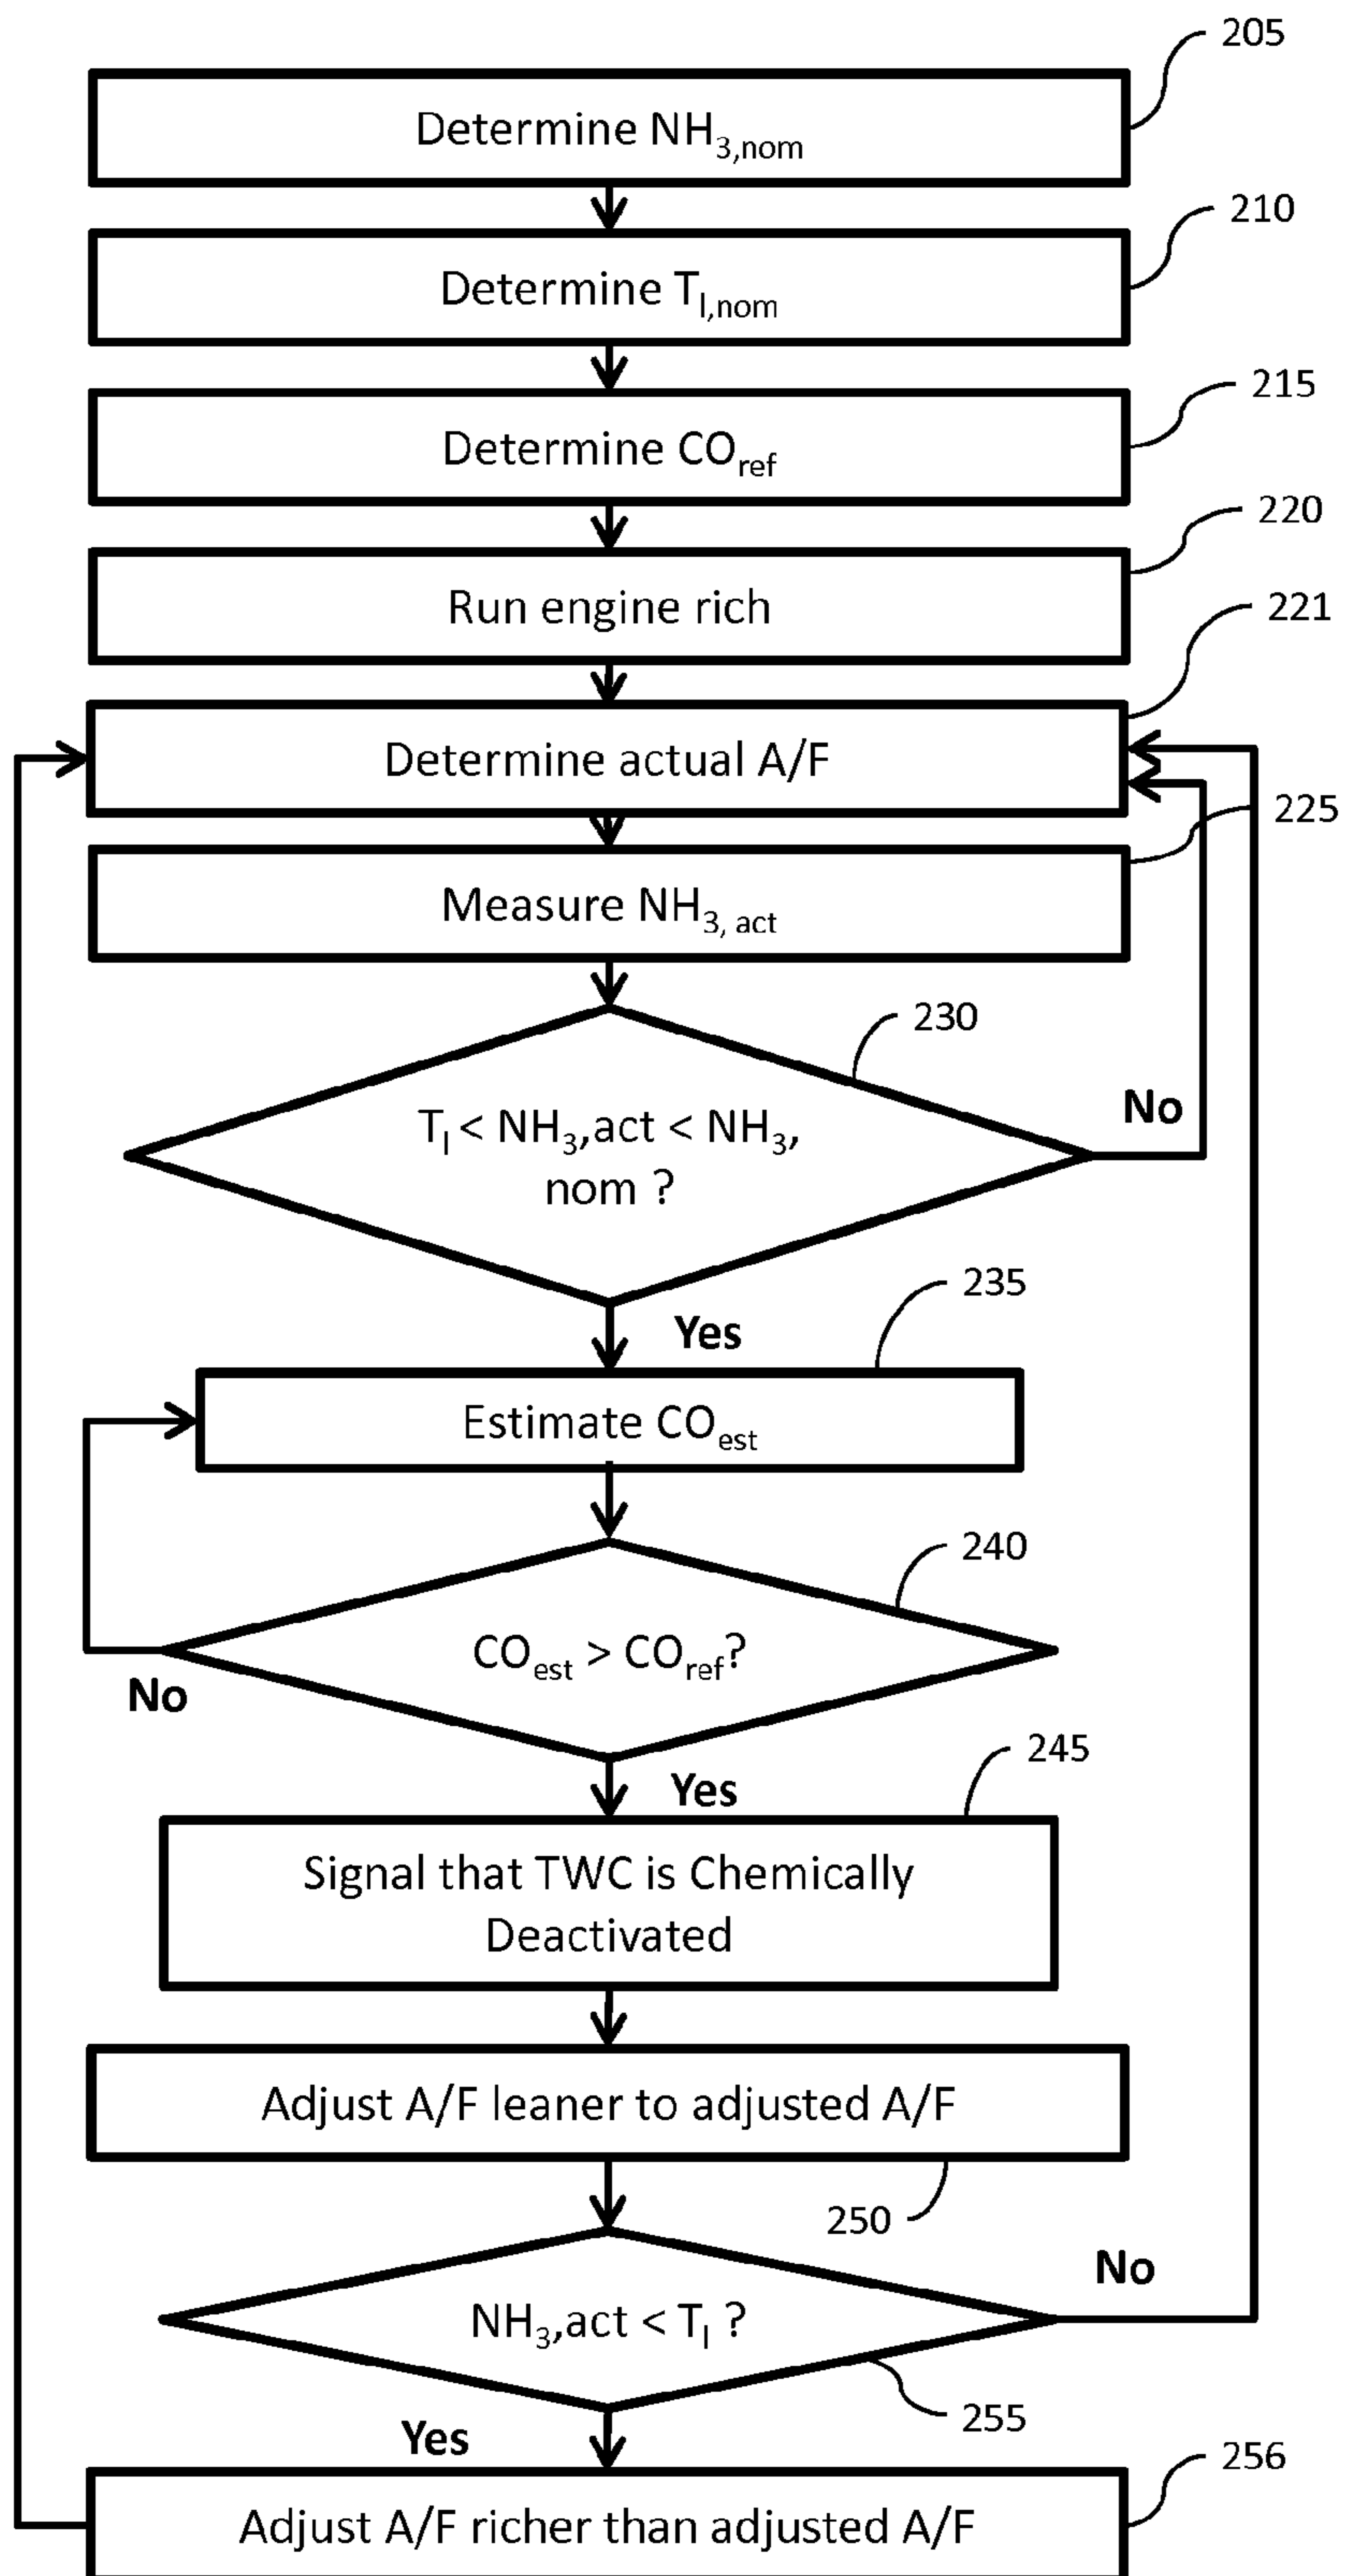 205
Determine NH3,nom
210
Determine Tl,nom
215
Determine COref
220
Run engine rich
221
Determine actual A/F
225
Measure NH3, act
230
Tl < NH3,act < NH3,
nom ?
No
235
Yes
Estimate COest
240
COest > COref?
No
245
Yes
Signal that TWC is Chemically
Deactivated
Adjust A/F leaner to adjusted A/F
250
No
NH3,act < Tl ?
255
Yes
256
Adjust A/F richer than adjusted A/F